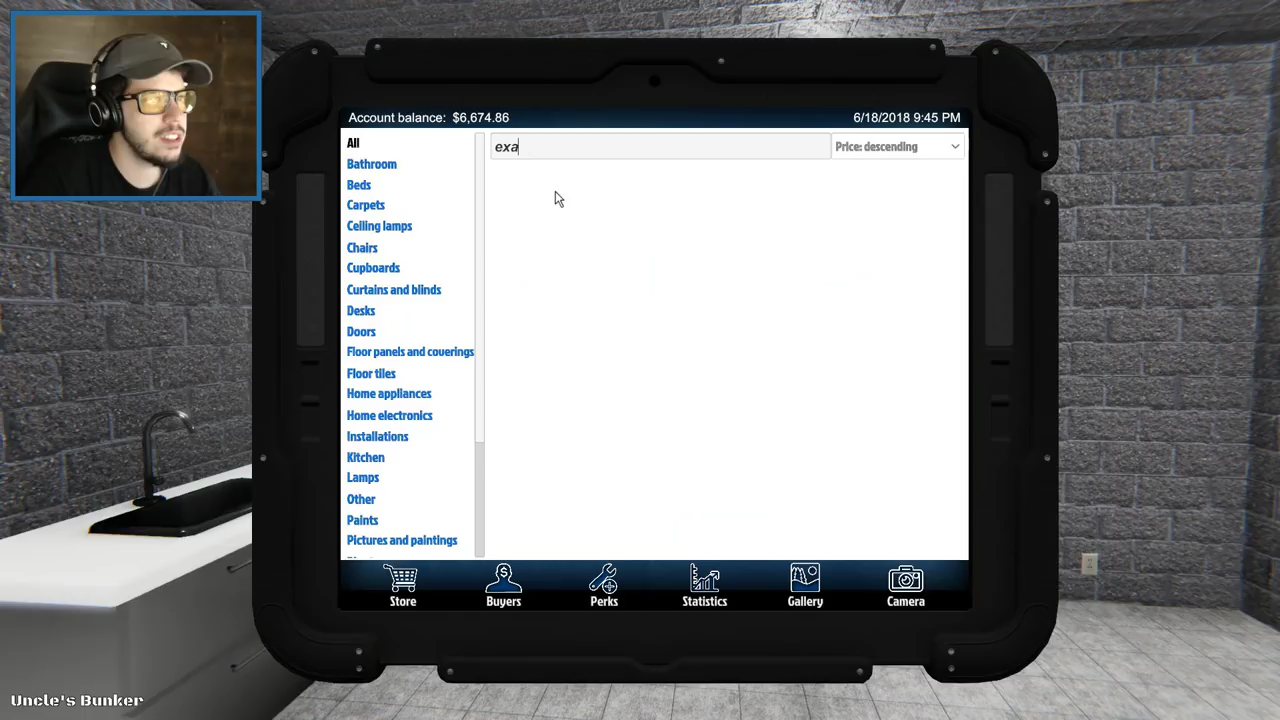 Account balance: $6,674.86 6/18/2018 9:45 PM
exa Price: descending
All
Bathroom
Beds
Carpets
Ceiling lamps
Chairs
Cupboards
Curtains and blinds
Desks
Doors
Floor panels and coverings
Floor tiles
Home appliances
Home electronics
Installations
Kitchen
Lamps
Other
Paints
Pictures and paintings
Store Buyers Perks Statistics Gallery Camera
Uncle's Bunker